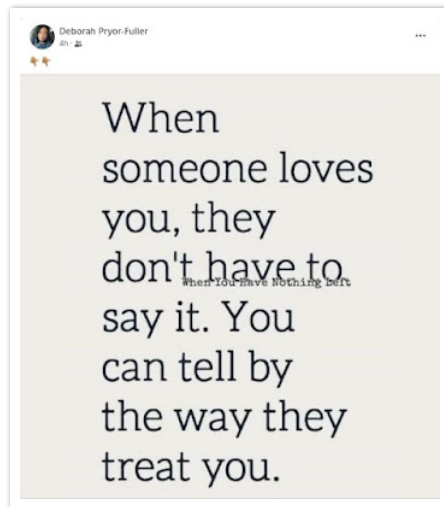 Deborah Pryor-Fuller
4h
When
someone loves
you, they
don't have to
When You Have Nothing Left
say it. You
can tell by
the way they
treat you.